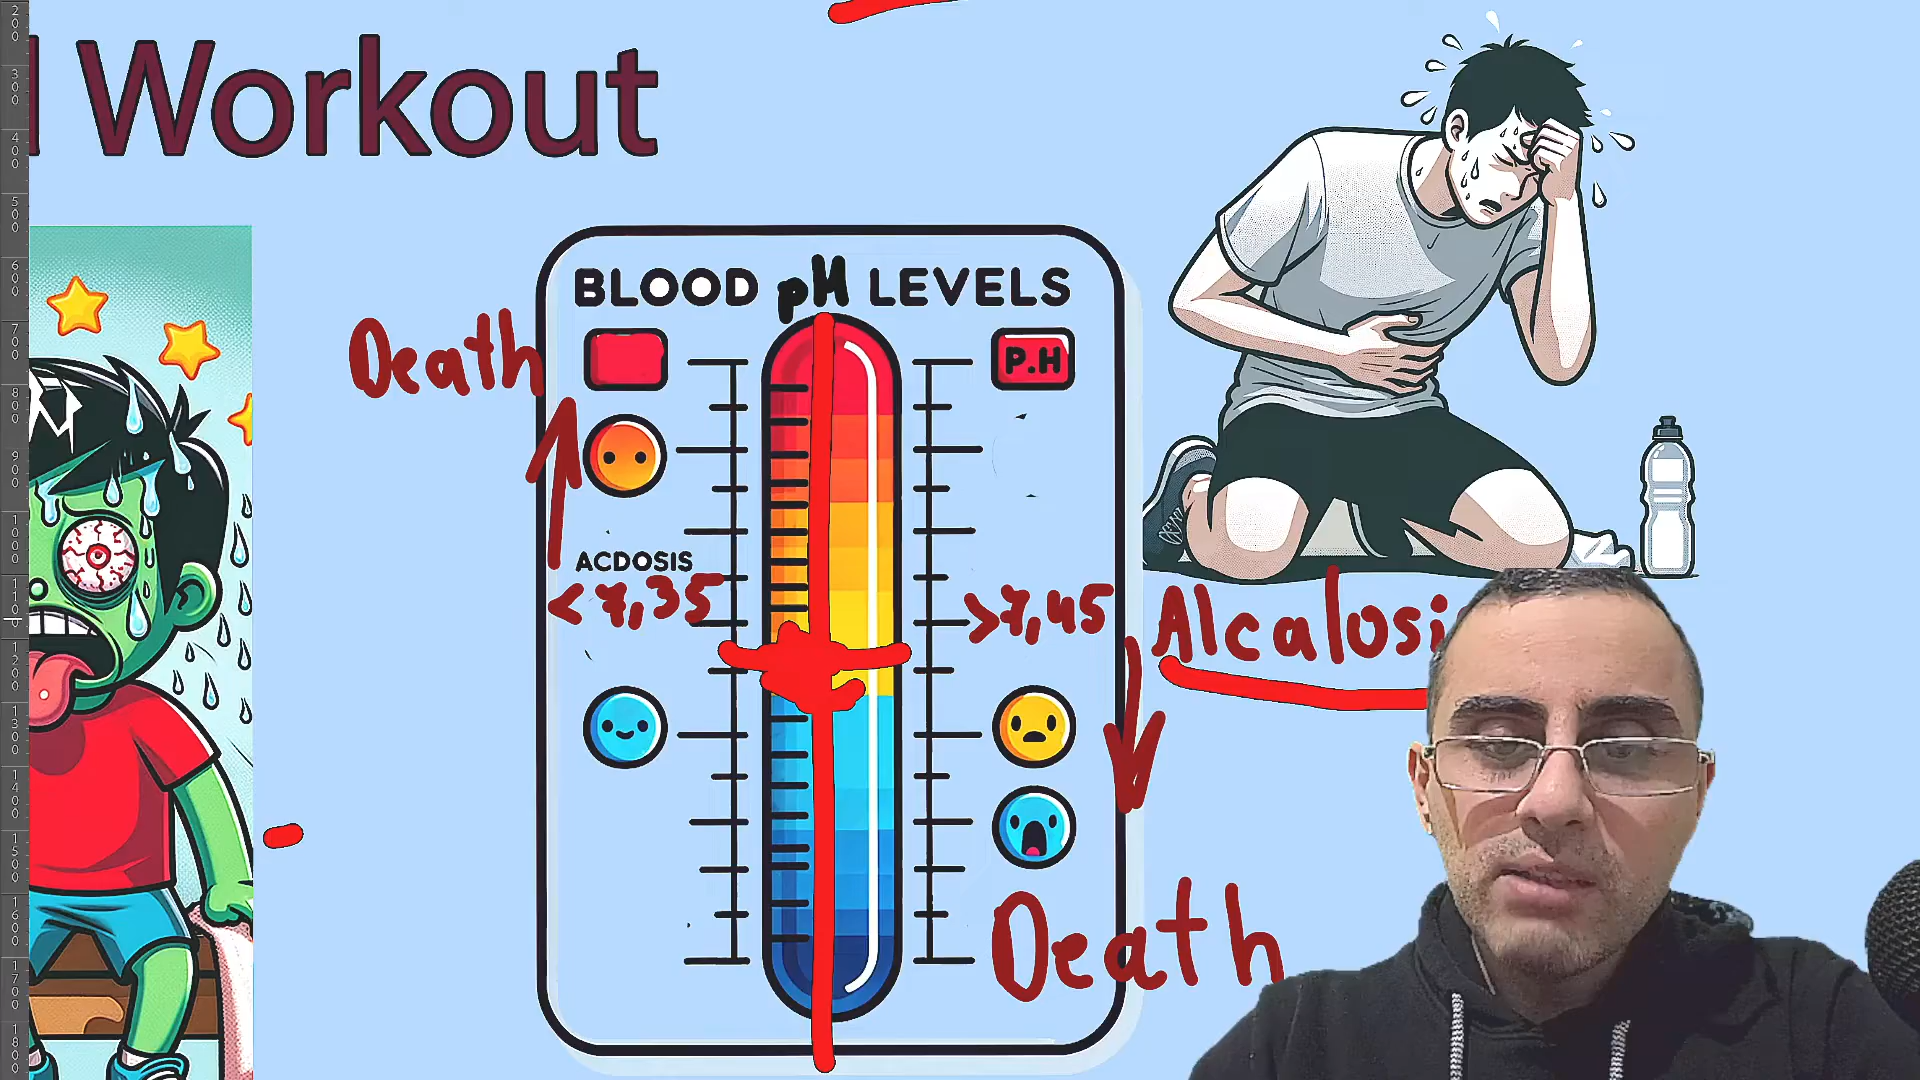 Workout
BLOOD pH LEVELS
Death
P.H
ACDOSIS
<7,35
>7,45
Alcalosi
Death